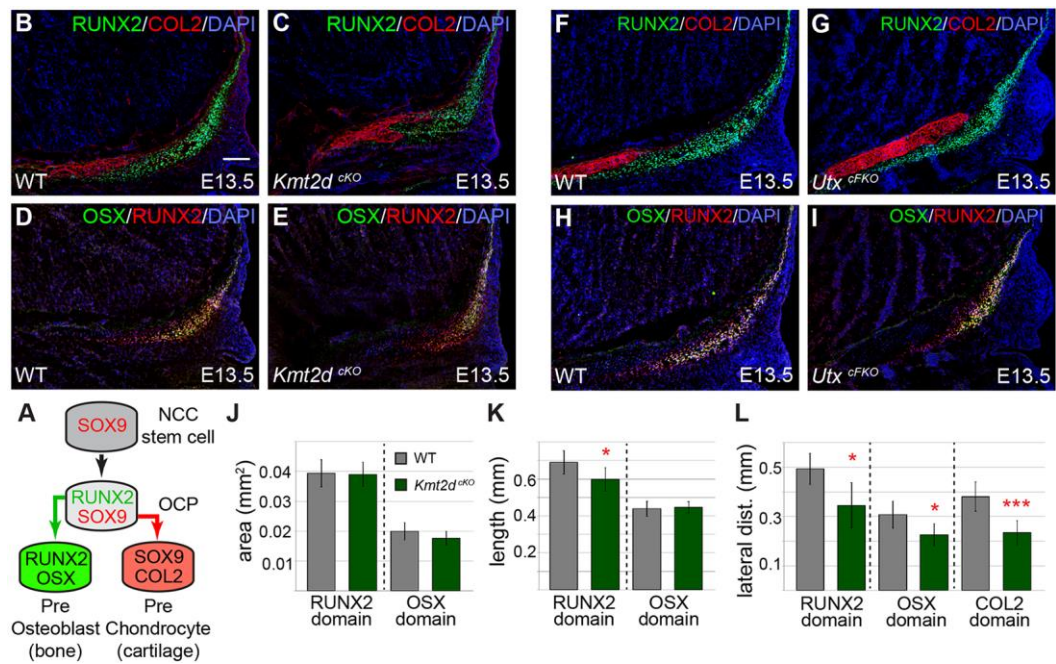 B RUNX2/COL2/DAPI
WT E13.5
C RUNX2/COL2/DAPI
Kmt2d cKO E13.5
F RUNX2/COL2/DAPI
WT E13.5
G RUNX2/COL2/DAPI
Utx cFKO E13.5
D OSX/RUNX2/DAPI
WT E13.5
E OSX/RUNX2/DAPI
Kmt2d cKO E13.5
H OSX/RUNX2/DAPI
WT E13.5
I OSX/RUNX2/DAPI
Utx cFKO E13.5
A
SOX9
NCC
stem cell
RUNX2
SOX9
OCP
RUNX2
OSX
SOX9
COL2
Pre
Osteoblast
(bone)
Pre
Chondrocyte
(cartilage)
J
area (mm²)
0.04
0.03
0.02
0.01
WT
Kmt2d cKO
RUNX2
domain
OSX
domain
K
length (mm)
0.6
0.4
0.2
*
RUNX2
domain
OSX
domain
L
lateral dist. (mm)
0.5
0.3
0.1
*
*
***
RUNX2
domain
OSX
domain
COL2
domain